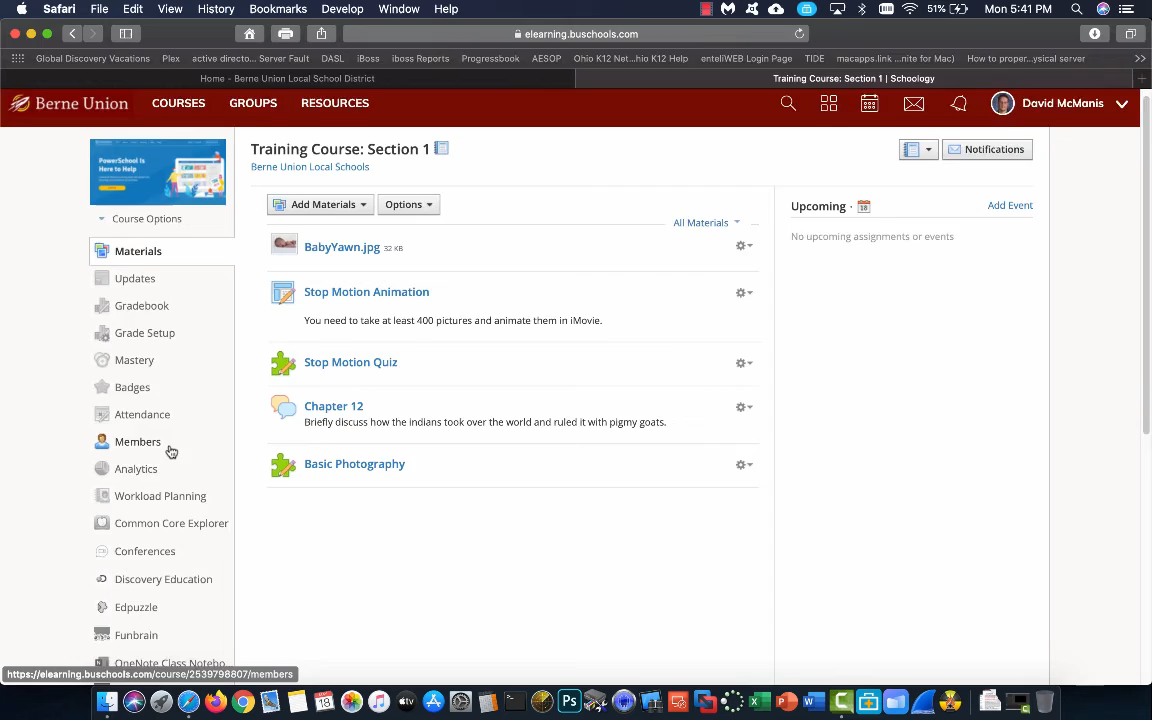 Safari File Edit View History Bookmarks Develop Window Help 51% Mon 5:41 PM
elearning.buschools.com
Global Discovery Vacations Plex active directo... Server Fault DASL iBoss iboss Reports Progressbook AESOP Ohio K12 Net...hio K12 Help enteliWEB Login Page TIDE macapps.link ...nite for Mac) How to proper...ysical server
Home - Berne Union Local School District Training Course: Section 1 | Schoology
Berne Union COURSES GROUPS RESOURCES David McManis
PowerSchool Is
Here to Help
Training Course: Section 1
Notifications
Berne Union Local Schools
Course Options
Add Materials Options
Upcoming · 18 Add Event
All Materials
No upcoming assignments or events
Materials
Updates
Gradebook
Grade Setup
Mastery
Badges
Attendance
Members
Analytics
Workload Planning
Common Core Explorer
Conferences
Discovery Education
Edpuzzle
Funbrain
OneNote Class Notebo
BabyYawn.jpg 32 KB
Stop Motion Animation
You need to take at least 400 pictures and animate them in iMovie.
Stop Motion Quiz
Chapter 12
Briefly discuss how the indians took over the world and ruled it with pigmy goats.
Basic Photography
https://elearning.buschools.com/course/2539798807/members
18
Ps